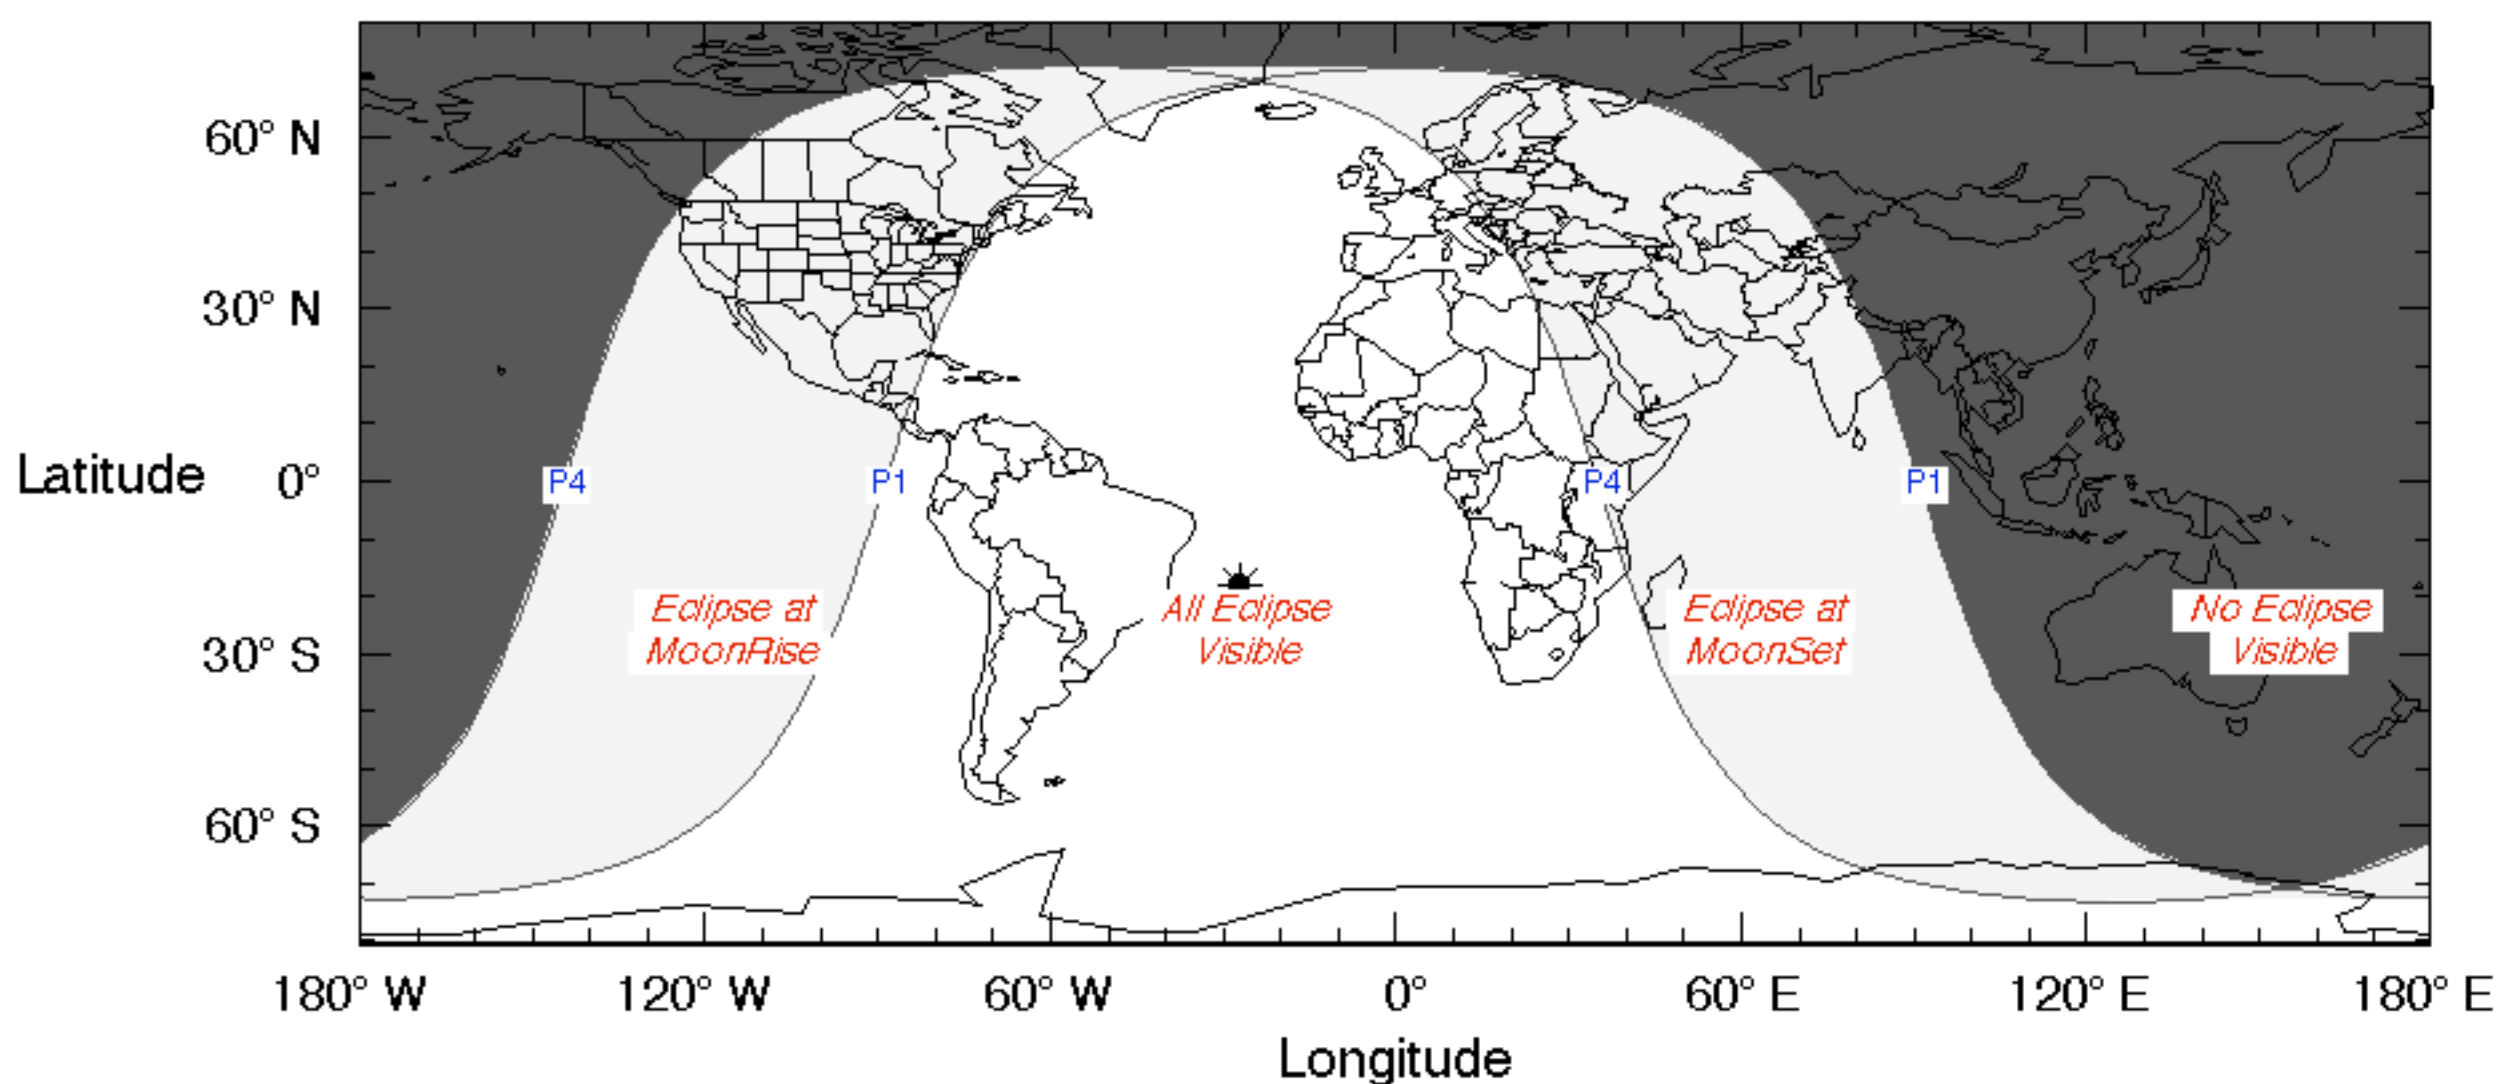 60° N
30° N
Latitude 0°
P4 P1 P4 P1
Eclipse at All Eclipse Eclipse at No Eclipse
MoonRise Visible MoonSet Visible
30° S
60° S
180° W 120° W 60° W 0° 60° E 120° E 180° E
Longitude